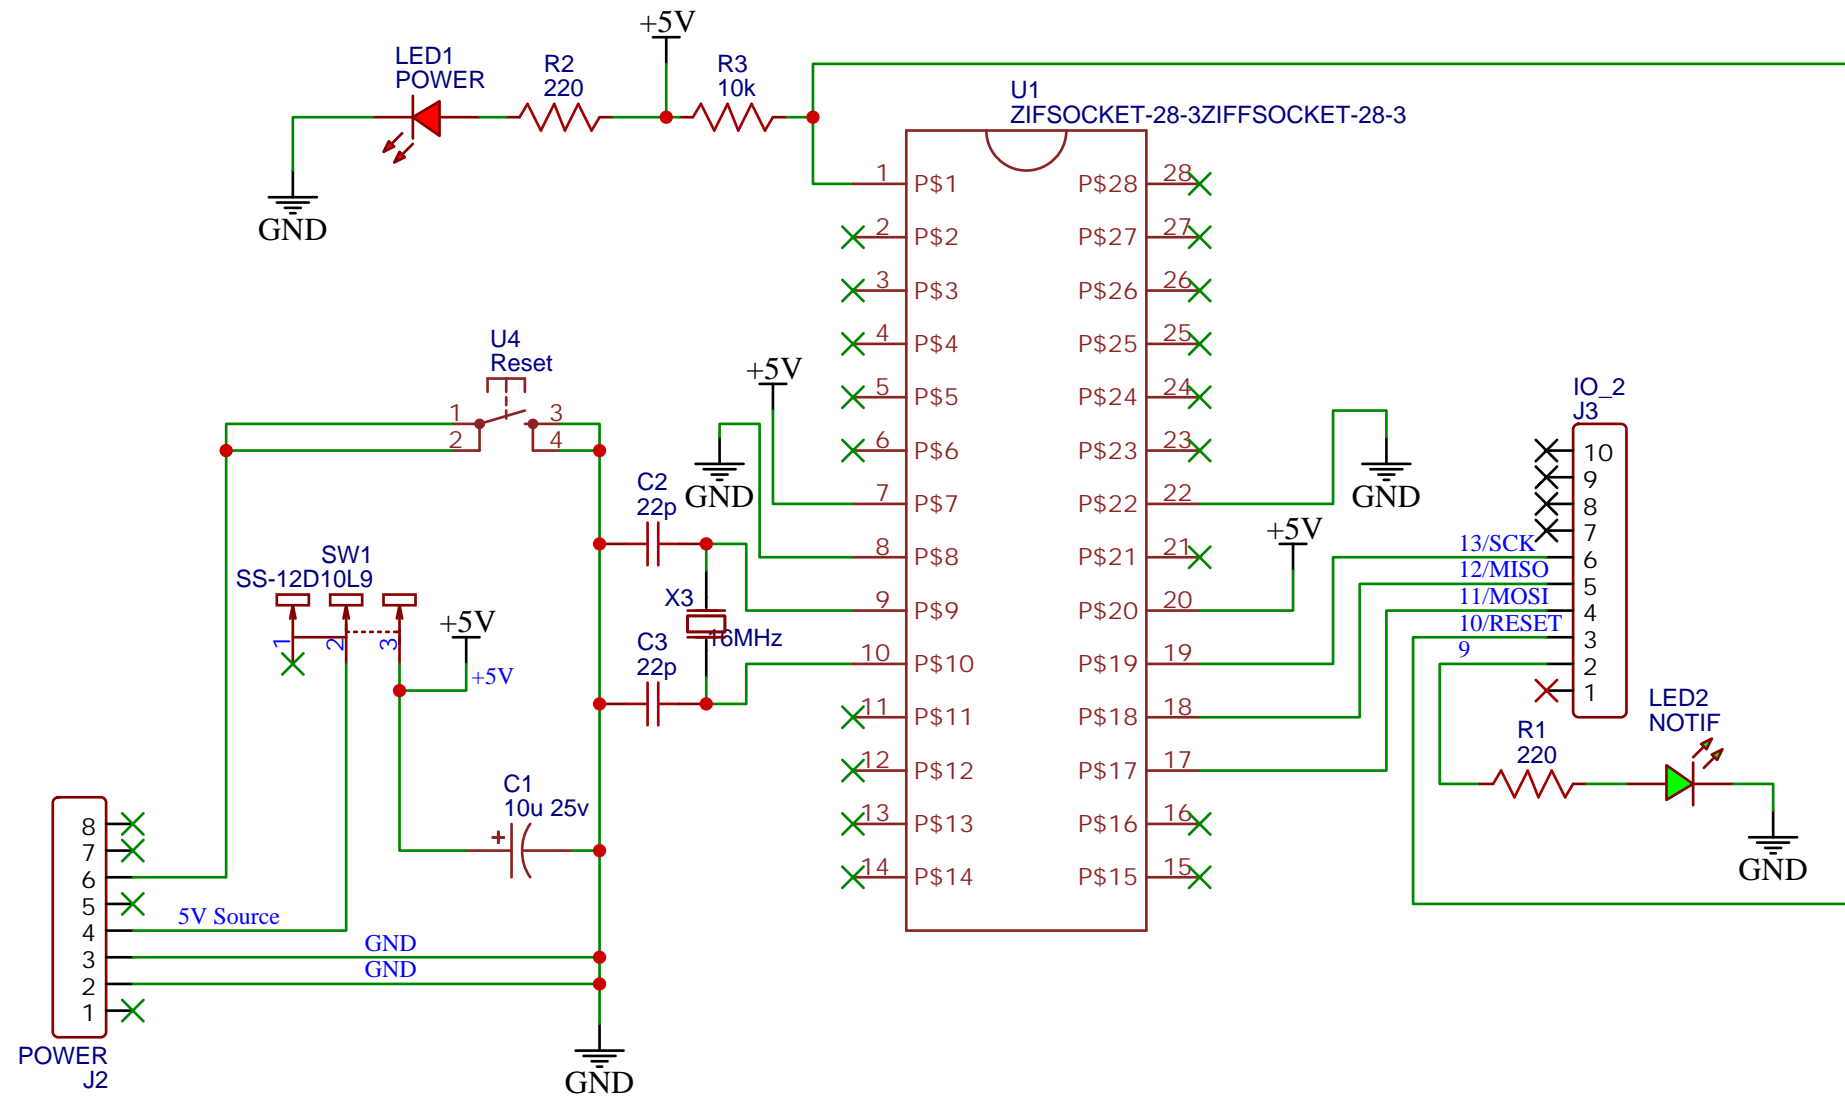 +5V
LED1
POWER
R2
220
R3
10k
GND
U1
ZIFSOCKET-28-3ZIFFSOCKET-28-3
1 P$1 P$28 28
2 P$2 P$27 27
3 P$3 P$26 26
4 P$4 P$25 25
5 P$5 P$24 24
6 P$6 P$23 23
7 P$7 P$22 22
8 P$8 P$21 21
9 P$9 P$20 20
10 P$10 P$19 19
11 P$11 P$18 18
12 P$12 P$17 17
13 P$13 P$16 16
14 P$14 P$15 15
U4
Reset
1 3
2 4
+5V
GND
C2
22p
X3
16MHz
C3
22p
SW1
SS-12D10L9
1 2 3
+5V
+5V
C1
10u 25v
+
8
7
6
5
4
3
2
1
5V Source
GND
GND
POWER
J2
GND
GND
+5V
IO_2
J3
10
9
8
7
6
5
4
3
2
1
13/SCK
12/MISO
11/MOSI
10/RESET
9
LED2
NOTIF
R1
220
GND